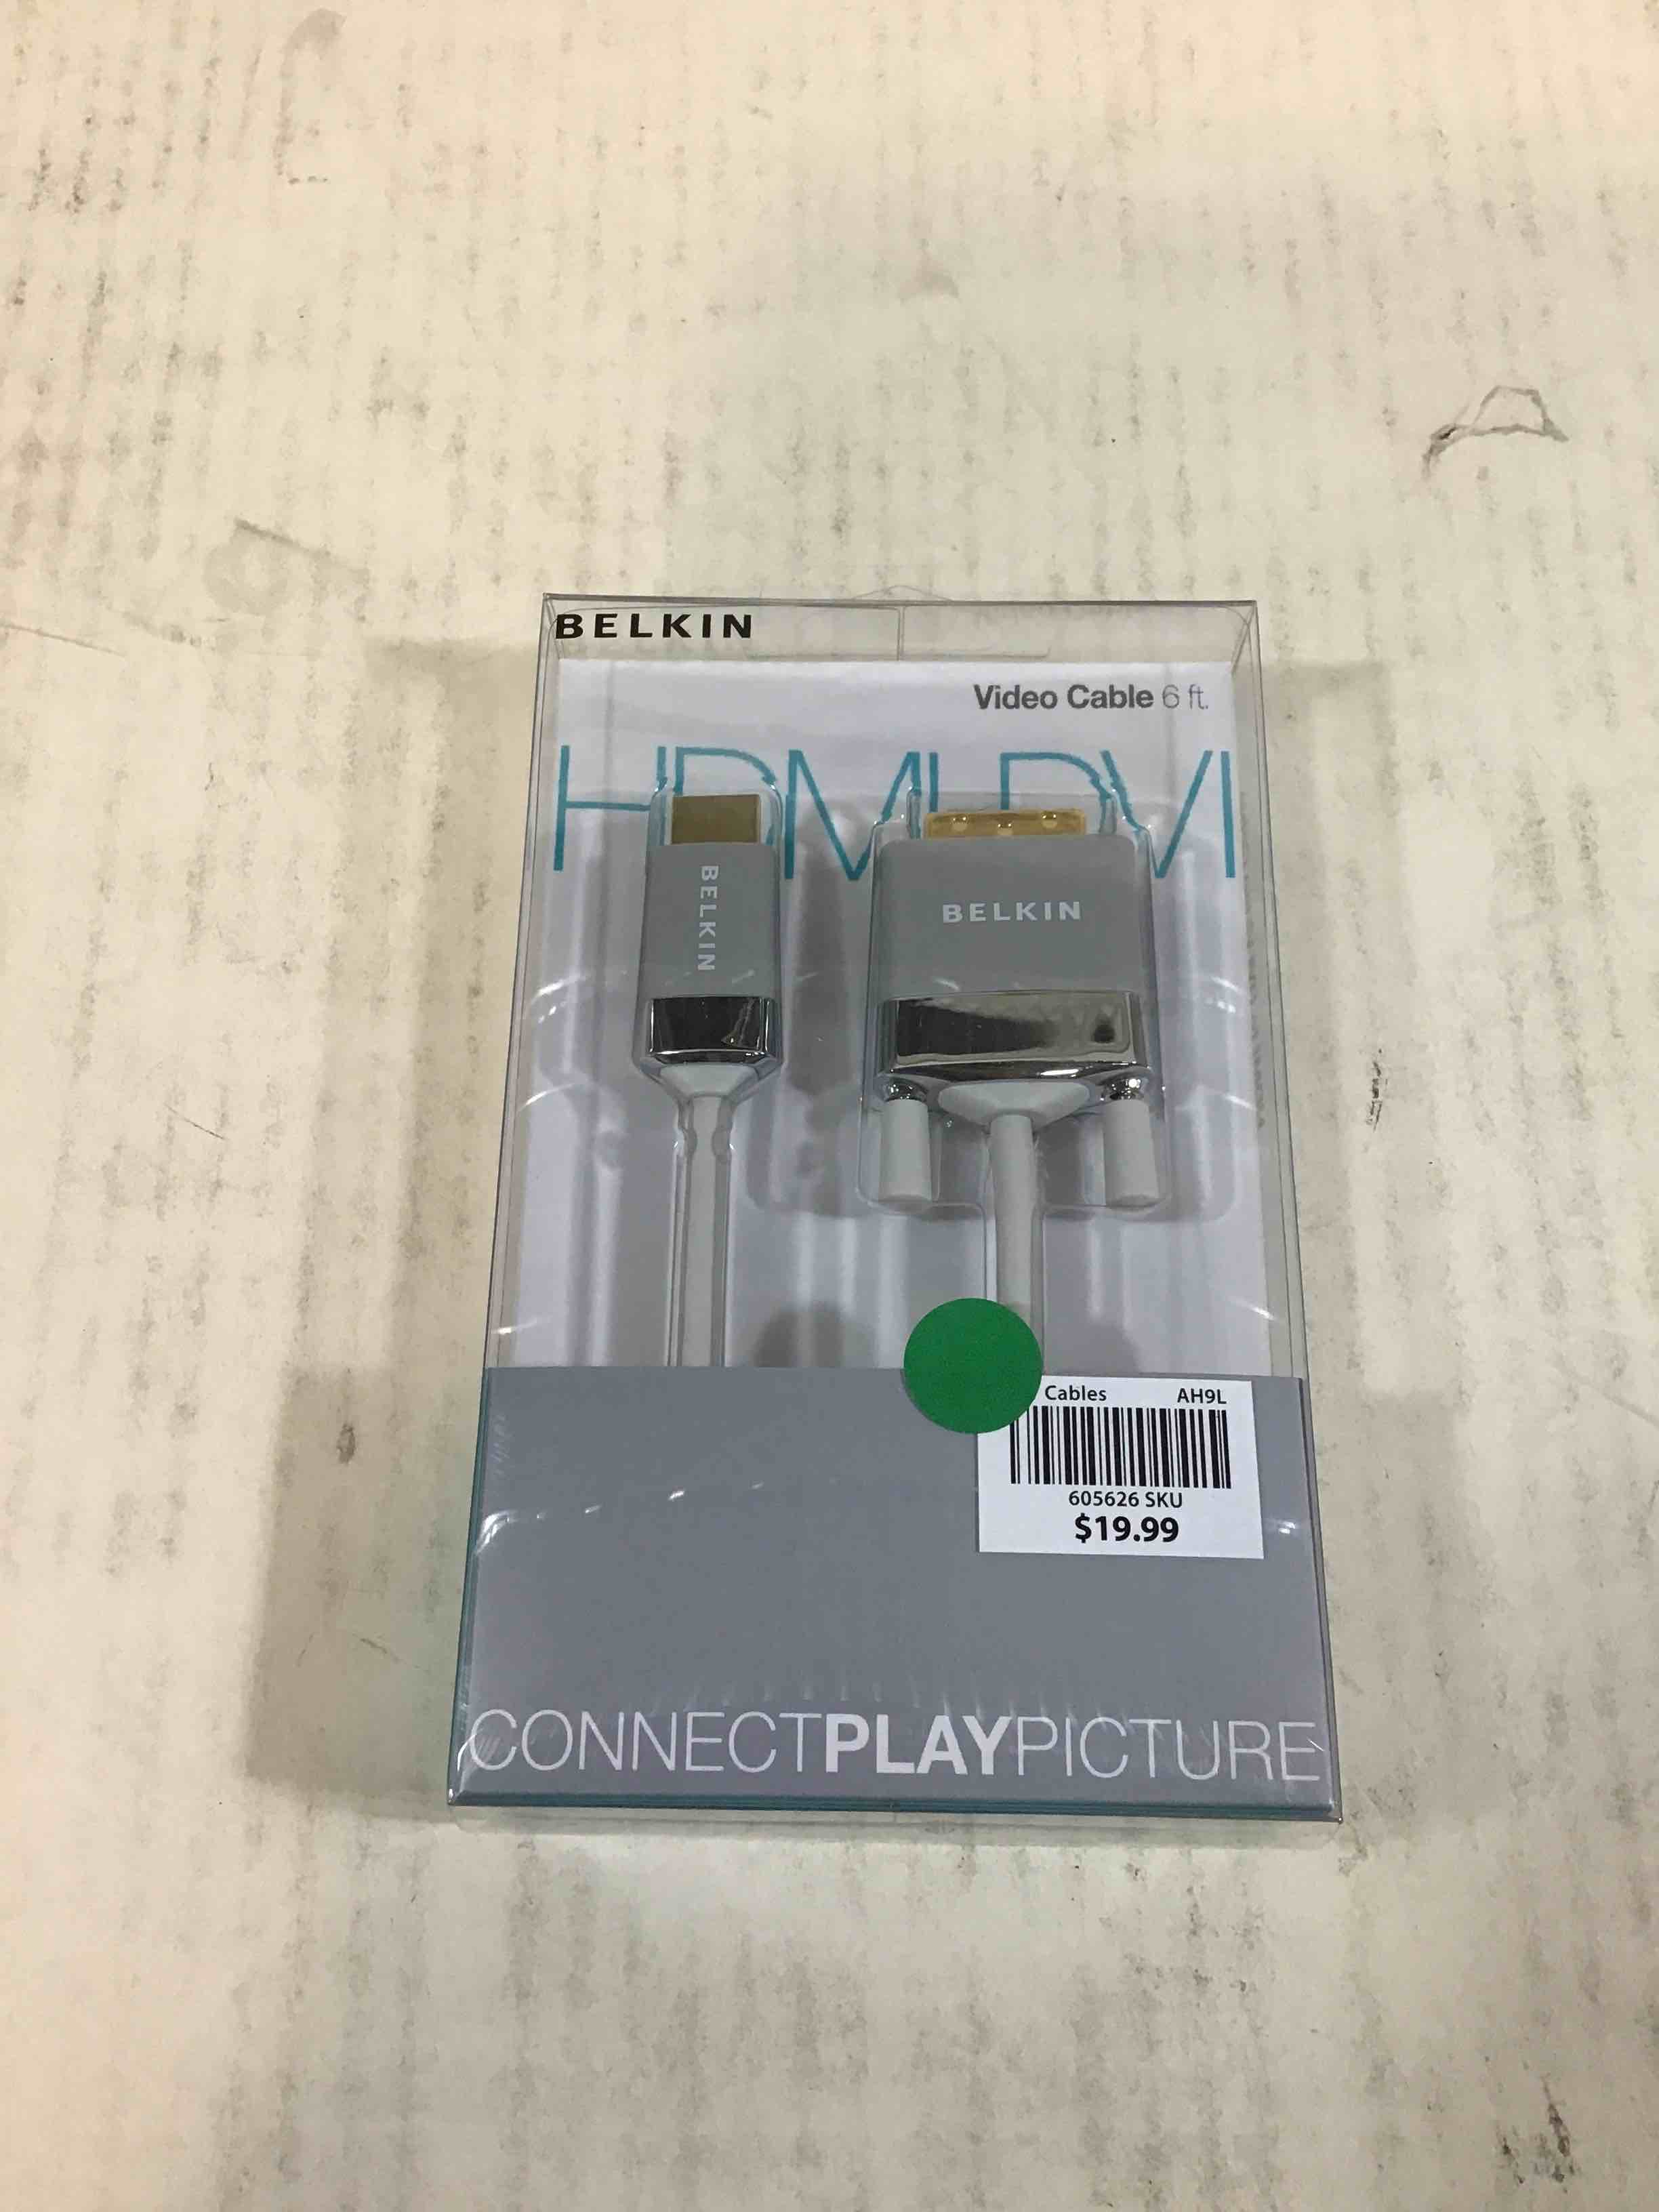 BELKIN
Video Cable 6 ft.
HDMI DVI
BELKIN
BELKIN
Cables AH9L
605626 SKU
$19.99
CONNECTPLAYPICTURE